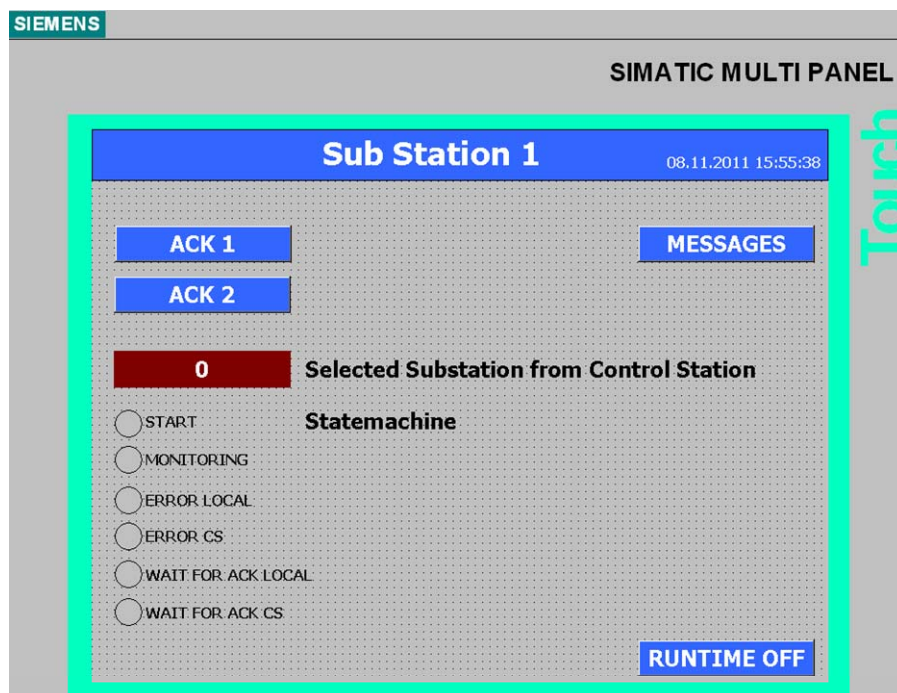 SIEMENS
SIMATIC MULTI PANEL
Touch
Sub Station 1
08.11.2011 15:55:38
ACK 1
MESSAGES
ACK 2
0
Selected Substation from Control Station
START
Statemachine
MONITORING
ERROR LOCAL
ERROR CS
WAIT FOR ACK LOCAL
WAIT FOR ACK CS
RUNTIME OFF